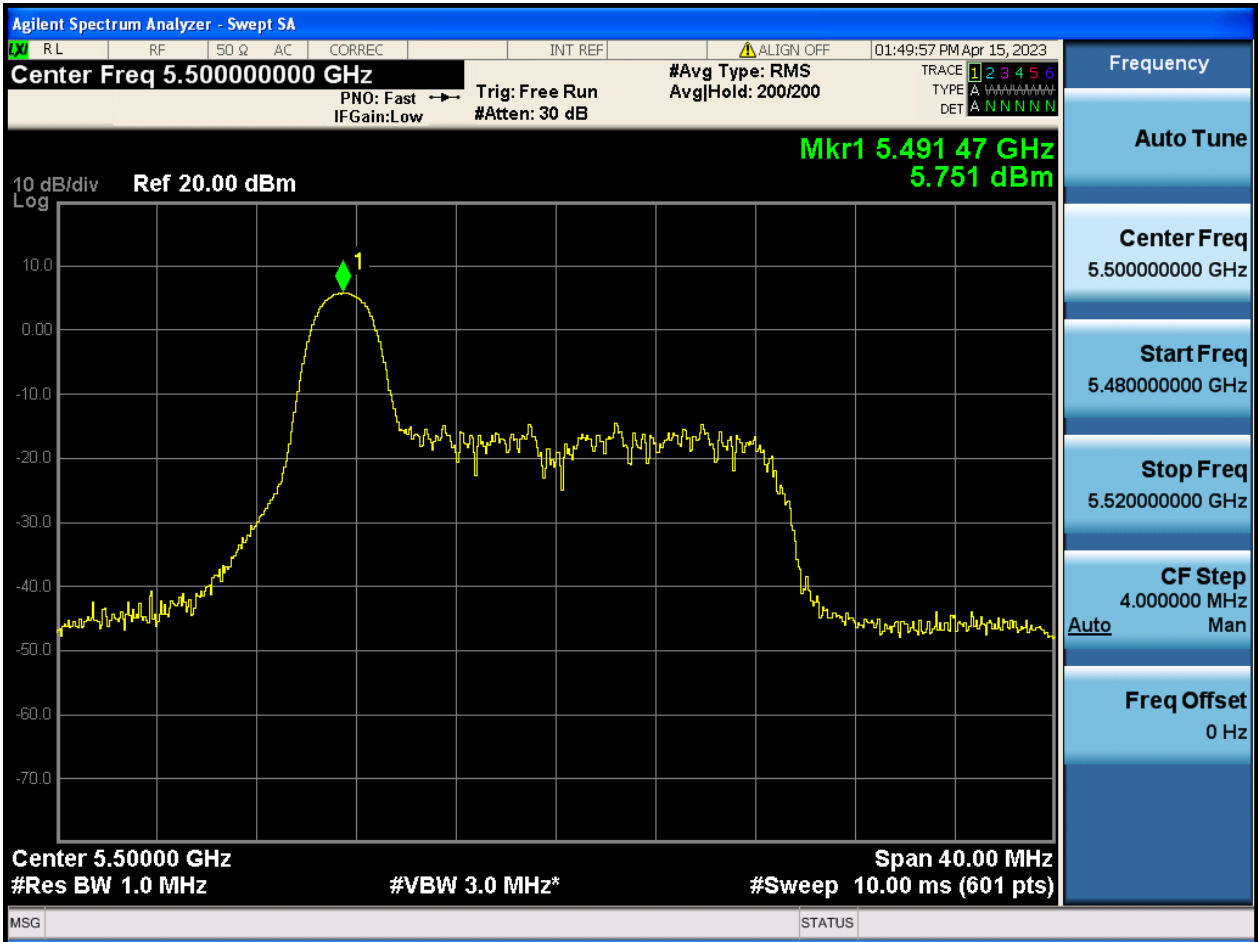 Agilent Spectrum Analyzer - Swept SA
LXI RL RF 50 Ω AC CORREC INT REF ALIGN OFF 01:49:57 PM Apr 15, 2023
Center Freq 5.500000000 GHz
PNO: Fast
IFGain:Low
Trig: Free Run
#Atten: 30 dB
#Avg Type: RMS
Avg|Hold: 200/200
TRACE 1 2 3 4 5 6
TYPE A WWWWWW
DET A N N N N N
Mkr1 5.491 47 GHz
5.751 dBm
10 dB/div
Log
Ref 20.00 dBm
1
10.0
0.00
-10.0
-20.0
-30.0
-40.0
-50.0
-60.0
-70.0
Center 5.50000 GHz Span 40.00 MHz
#Res BW 1.0 MHz #VBW 3.0 MHz* #Sweep 10.00 ms (601 pts)
MSG STATUS
Frequency
Auto Tune
Center Freq
5.500000000 GHz
Start Freq
5.480000000 GHz
Stop Freq
5.520000000 GHz
CF Step
4.000000 MHz
Auto Man
Freq Offset
0 Hz